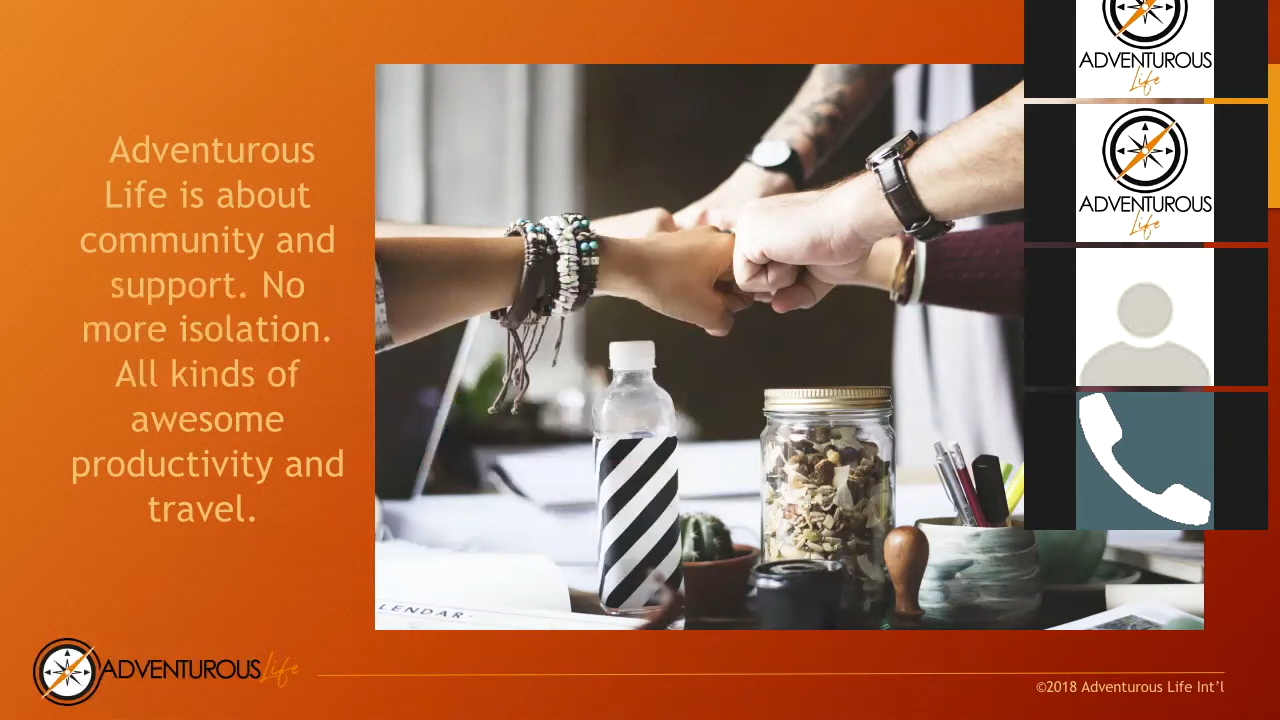 Adventurous
Life is about
community and
support. No
more isolation.
All kinds of
awesome
productivity and
travel.
LENDAR
ADVENTUROUS
Life
ADVENTUROUS
Life
ADVENTUROUS Life
©2018 Adventurous Life Int'l